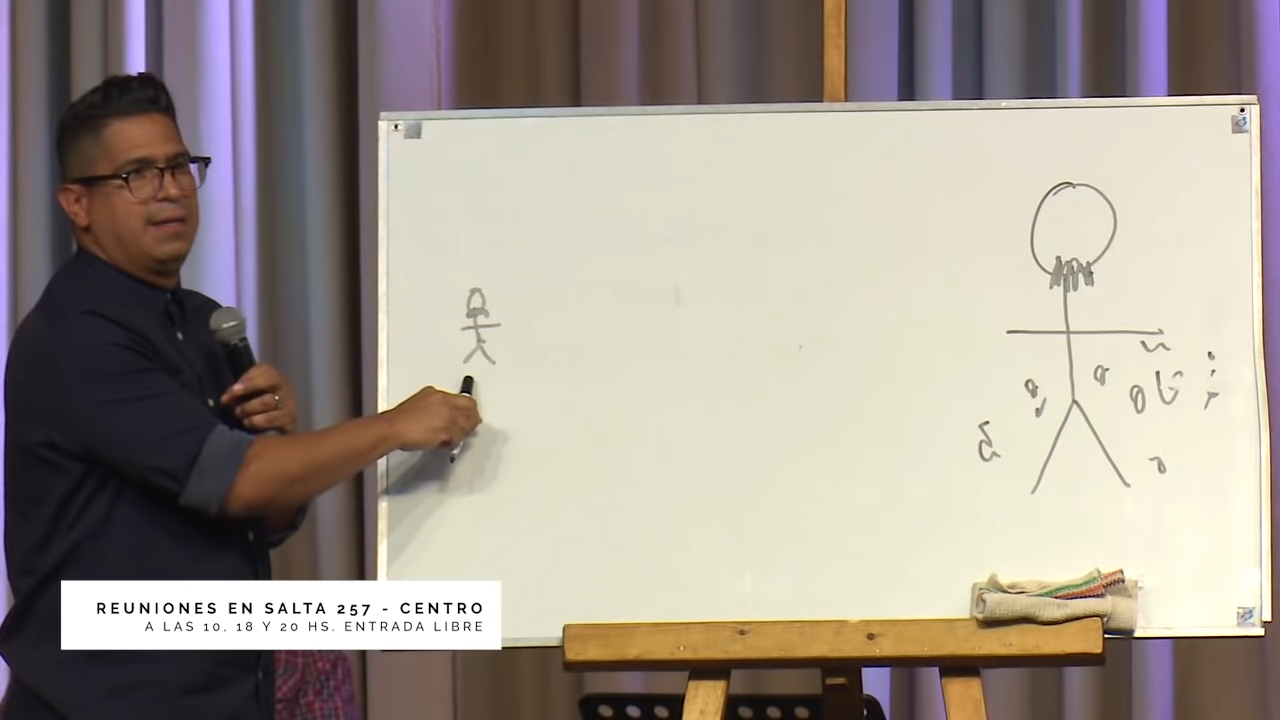 REUNIONES EN SALTA 257 - CENTRO
A LAS 10, 18 Y 20 HS. ENTRADA LIBRE